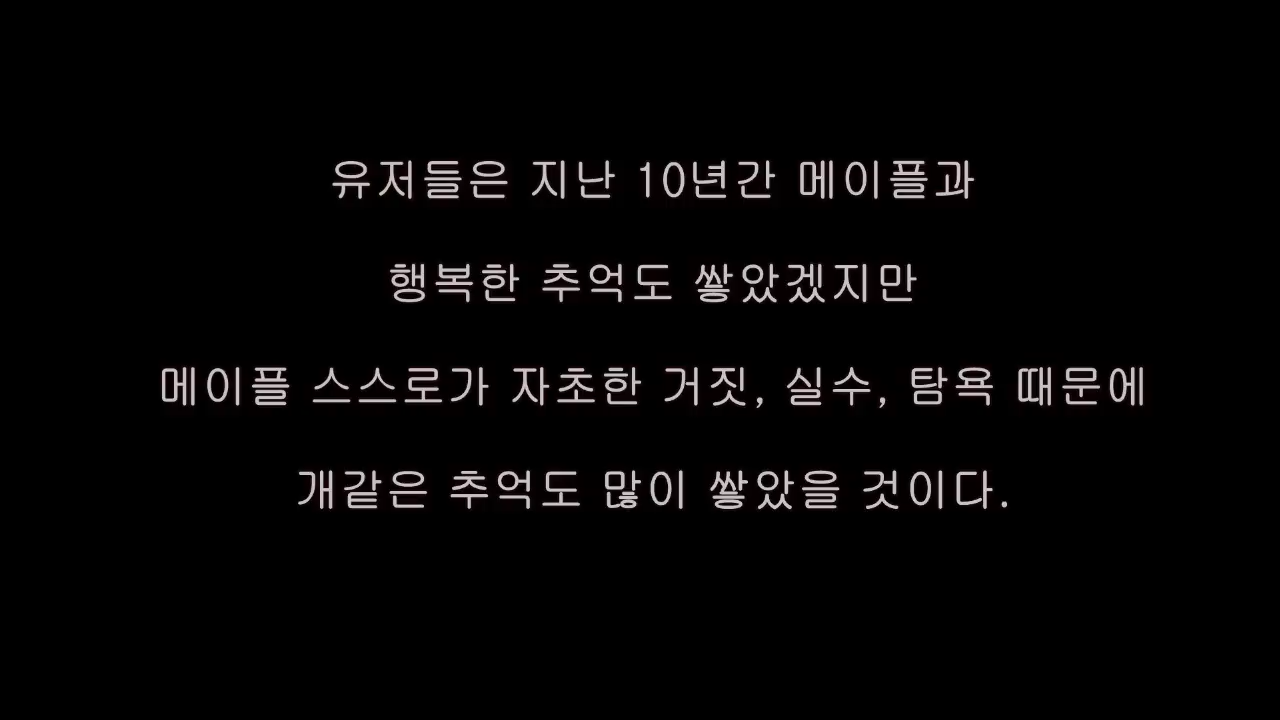 유저들은 지난 10년간 메이플과
행복한 추억도 쌓았겠지만
메이플 스스로가 자초한 거짓, 실수, 탐욕 때문에
개같은 추억도 많이 쌓았을 것이다.